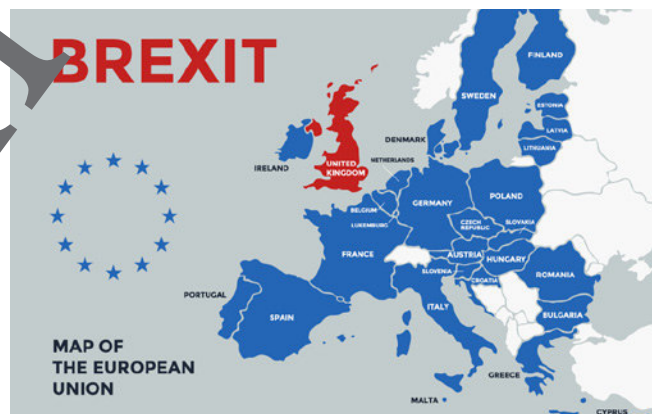 BREXIT
FINLAND
SWEDEN
ESTONIA
LATVIA
LITHUANIA
DENMARK
NETHERLANDS
IRELAND
UNITED
KINGDOM
POLAND
GERMANY
BELGIUM
LUXEMBURG
CZECH
REPUBLIC
SLOVAKIA
FRANCE
AUSTRIA
HUNGARY
SLOVENIA
CROATIA
ROMANIA
PORTUGAL
SPAIN
ITALY
BULGARIA
MAP OF
THE EUROPEAN
UNION
GREECE
MALTA
CYPRUS